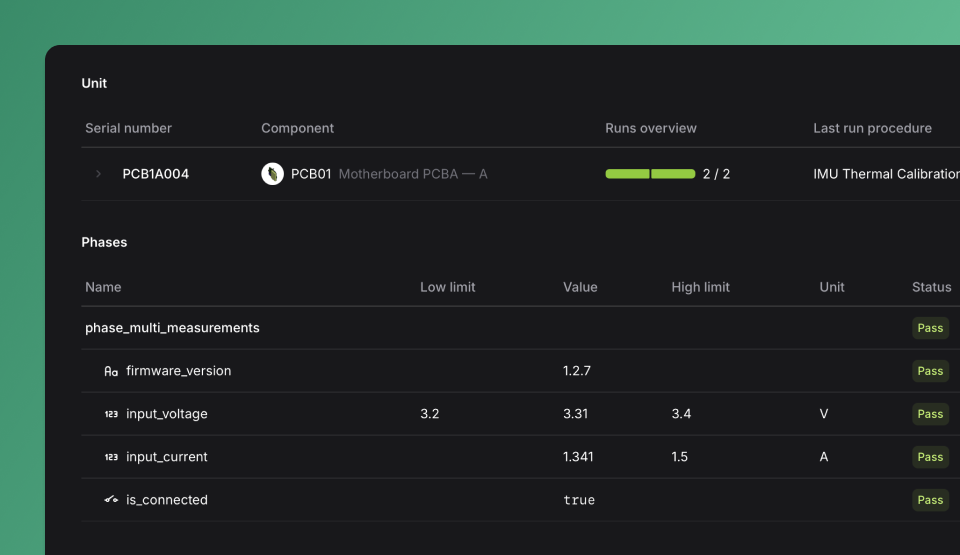 Unit
Serial number Component Runs overview Last run procedure
PCB1A004 PCB01 Motherboard PCBA — A 2 / 2 IMU Thermal Calibration
Phases
Name Low limit Value High limit Unit Status
phase_multi_measurements Pass
Aa firmware_version 1.2.7 Pass
123 input_voltage 3.2 3.31 3.4 V Pass
123 input_current 1.341 1.5 A Pass
is_connected true Pass